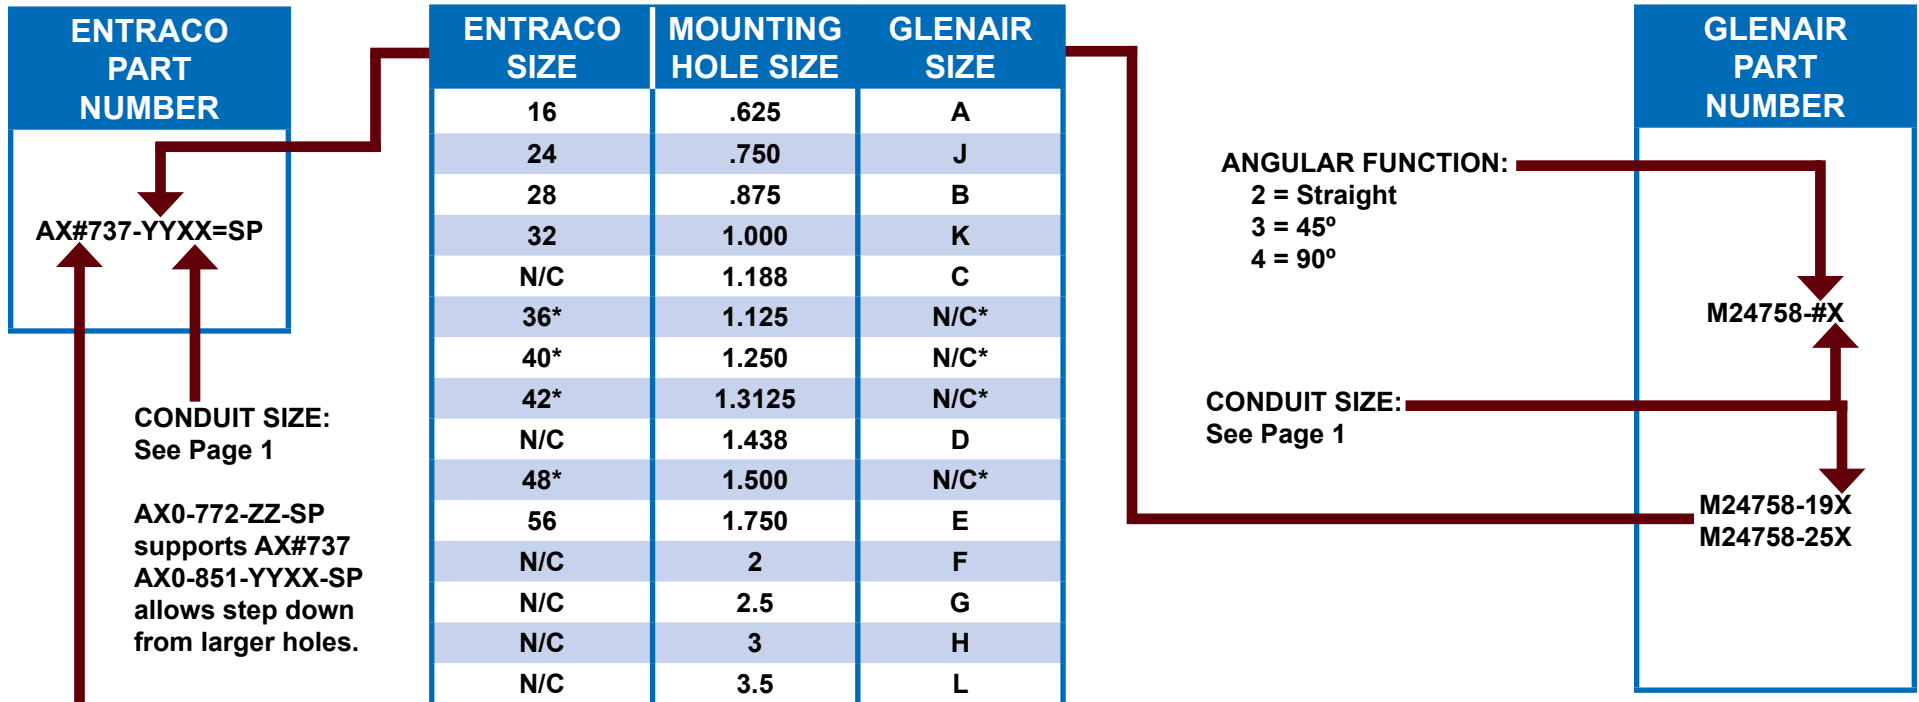 ENTRACO
PART
NUMBER
AX#737-YYXX=SP
CONDUIT SIZE:
See Page 1
AX0-772-ZZ-SP
supports AX#737
AX0-851-YYXX-SP
allows step down
from larger holes.
ENTRACO SIZE MOUNTING HOLE SIZE GLENAIR SIZE
16 .625 A
24 .750 J
28 .875 B
32 1.000 K
N/C 1.188 C
36* 1.125 N/C*
40* 1.250 N/C*
42* 1.3125 N/C*
N/C 1.438 D
48* 1.500 N/C*
56 1.750 E
N/C 2 F
N/C 2.5 G
N/C 3 H
N/C 3.5 L
ANGULAR FUNCTION:
2 = Straight
3 = 45º
4 = 90º
CONDUIT SIZE:
See Page 1
GLENAIR
PART
NUMBER
M24758-#X
M24758-19X
M24758-25X